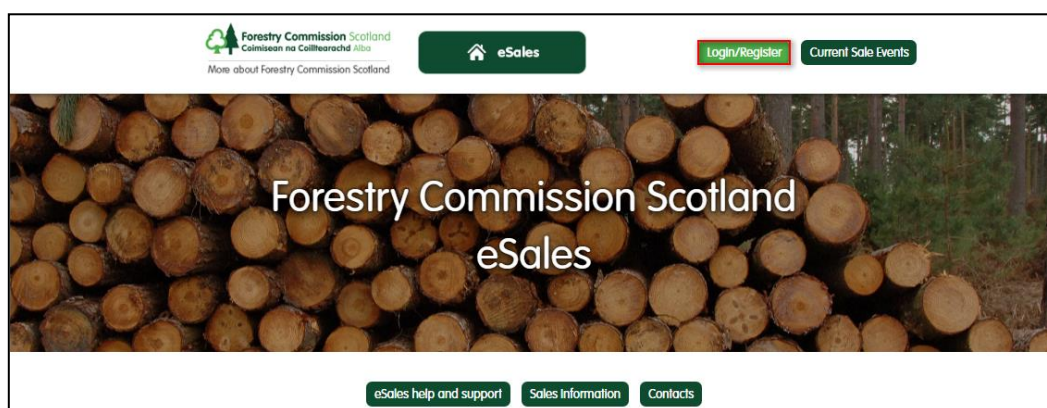 Forestry Commission Scotland
Coimisean na Coilltearachd Alba
More about Forestry Commission Scotland
eSales
Login/Register
Current Sale Events
Forestry Commission Scotland
eSales
eSales help and support
Sales Information
Contacts